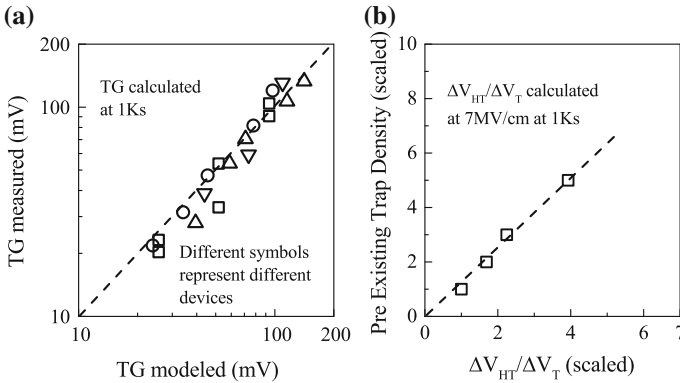 (a)
200
100
10
TG measured (mV)
TG calculated
at 1Ks
Different symbols
represent different
devices
10
100
200
TG modeled (mV)
(b)
10
8
6
4
2
0
Pre Existing Trap Density (scaled)
ΔV_HT/ΔV_T calculated
at 7MV/cm at 1Ks
0
2
4
6
7
ΔV_HT/ΔV_T (scaled)